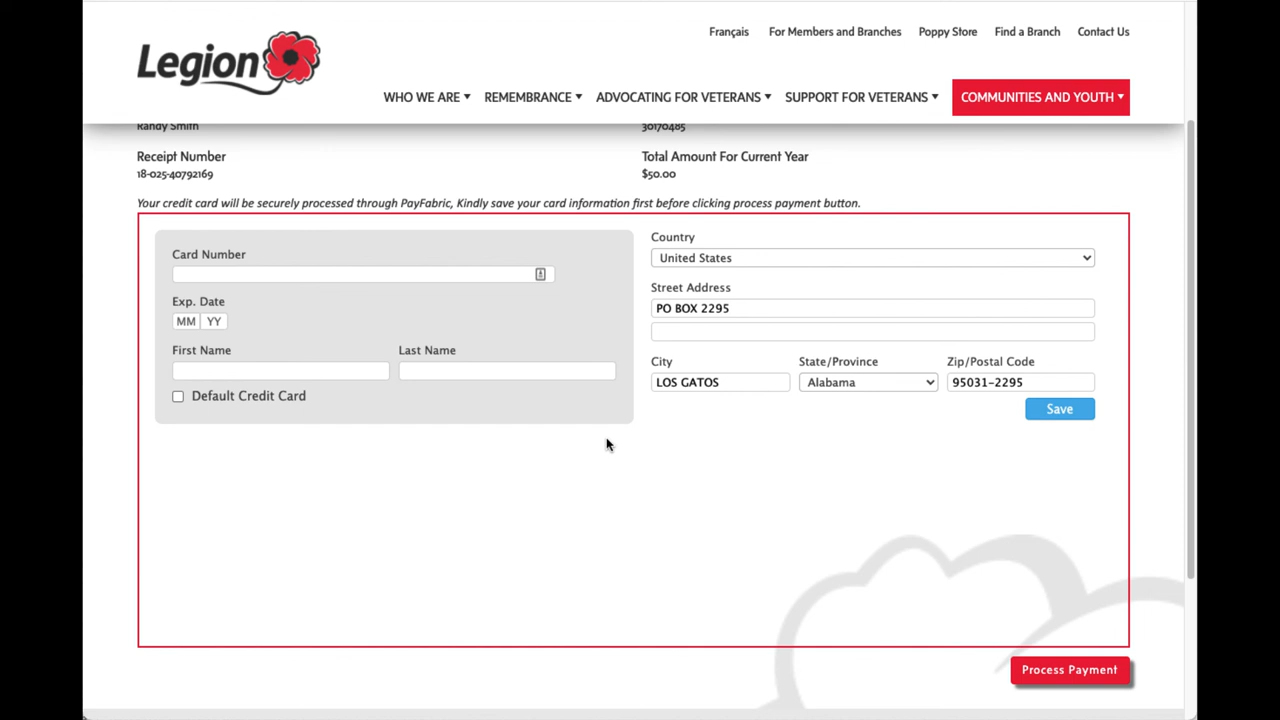 Français For Members and Branches Poppy Store Find a Branch Contact Us
Legion
WHO WE ARE REMEMBRANCE ADVOCATING FOR VETERANS SUPPORT FOR VETERANS COMMUNITIES AND YOUTH
Randy Smith 30170485
Receipt Number Total Amount For Current Year
18-025-40792169 $50.00
Your credit card will be securely processed through PayFabric, Kindly save your card information first before clicking process payment button.
Card Number
Exp. Date
MM YY
First Name Last Name
Default Credit Card
Country
United States
Street Address
PO BOX 2295
City State/Province Zip/Postal Code
LOS GATOS Alabama 95031-2295
Save
Process Payment